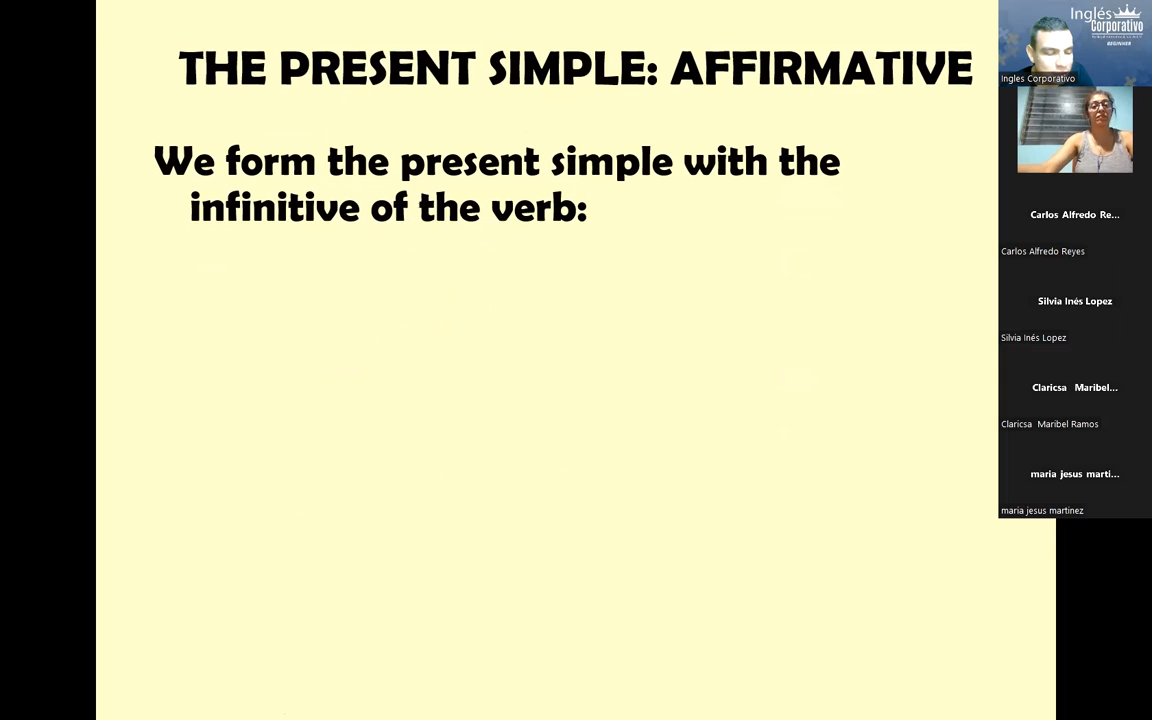 THE PRESENT SIMPLE: AFFIRMATIVE
We form the present simple with the
infinitive of the verb:
Inglés
Corporativo
BEGINNER
Ingles Corporativo
Carlos Alfredo Re...
Carlos Alfredo Reyes
Silvia Inés Lopez
Silvia Inés Lopez
Claricsa Maribel...
Claricsa Maribel Ramos
maria jesus marti...
maria jesus martinez